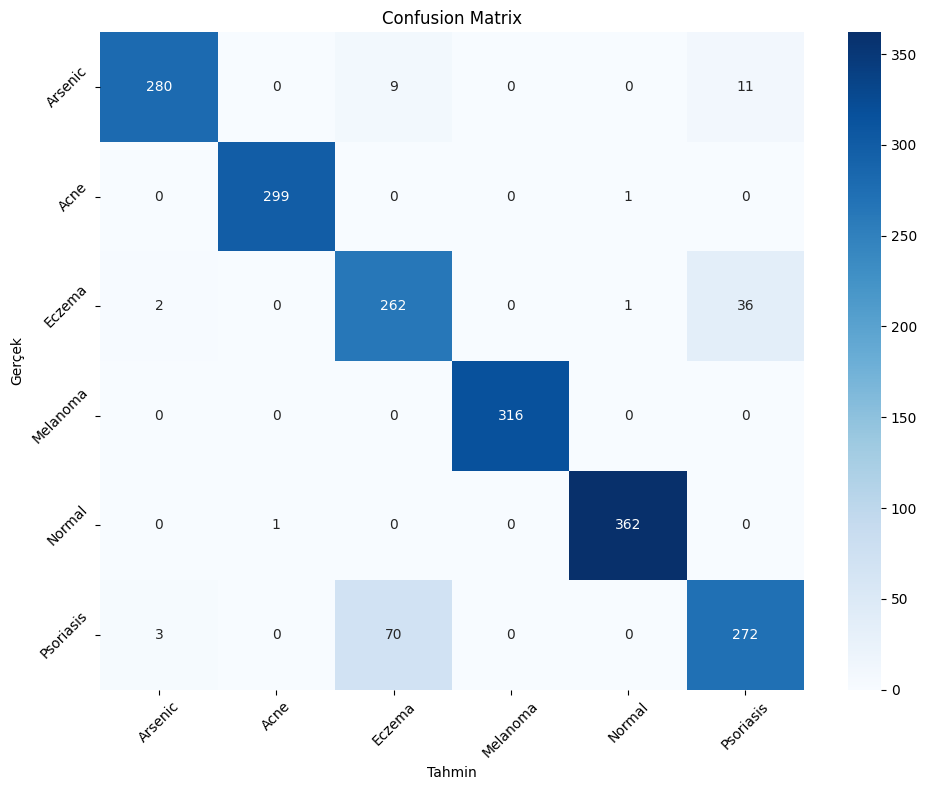 Confusion Matrix
Arsenic 280 0 9 0 0 11
Acne 0 299 0 0 1 0
Eczema 2 0 262 0 1 36
Melanoma 0 0 0 316 0 0
Normal 0 1 0 0 362 0
Psoriasis 3 0 70 0 0 272
Arsenic Acne Eczema Melanoma Normal Psoriasis
Tahmin
Gerçek
350
300
250
200
150
100
50
0